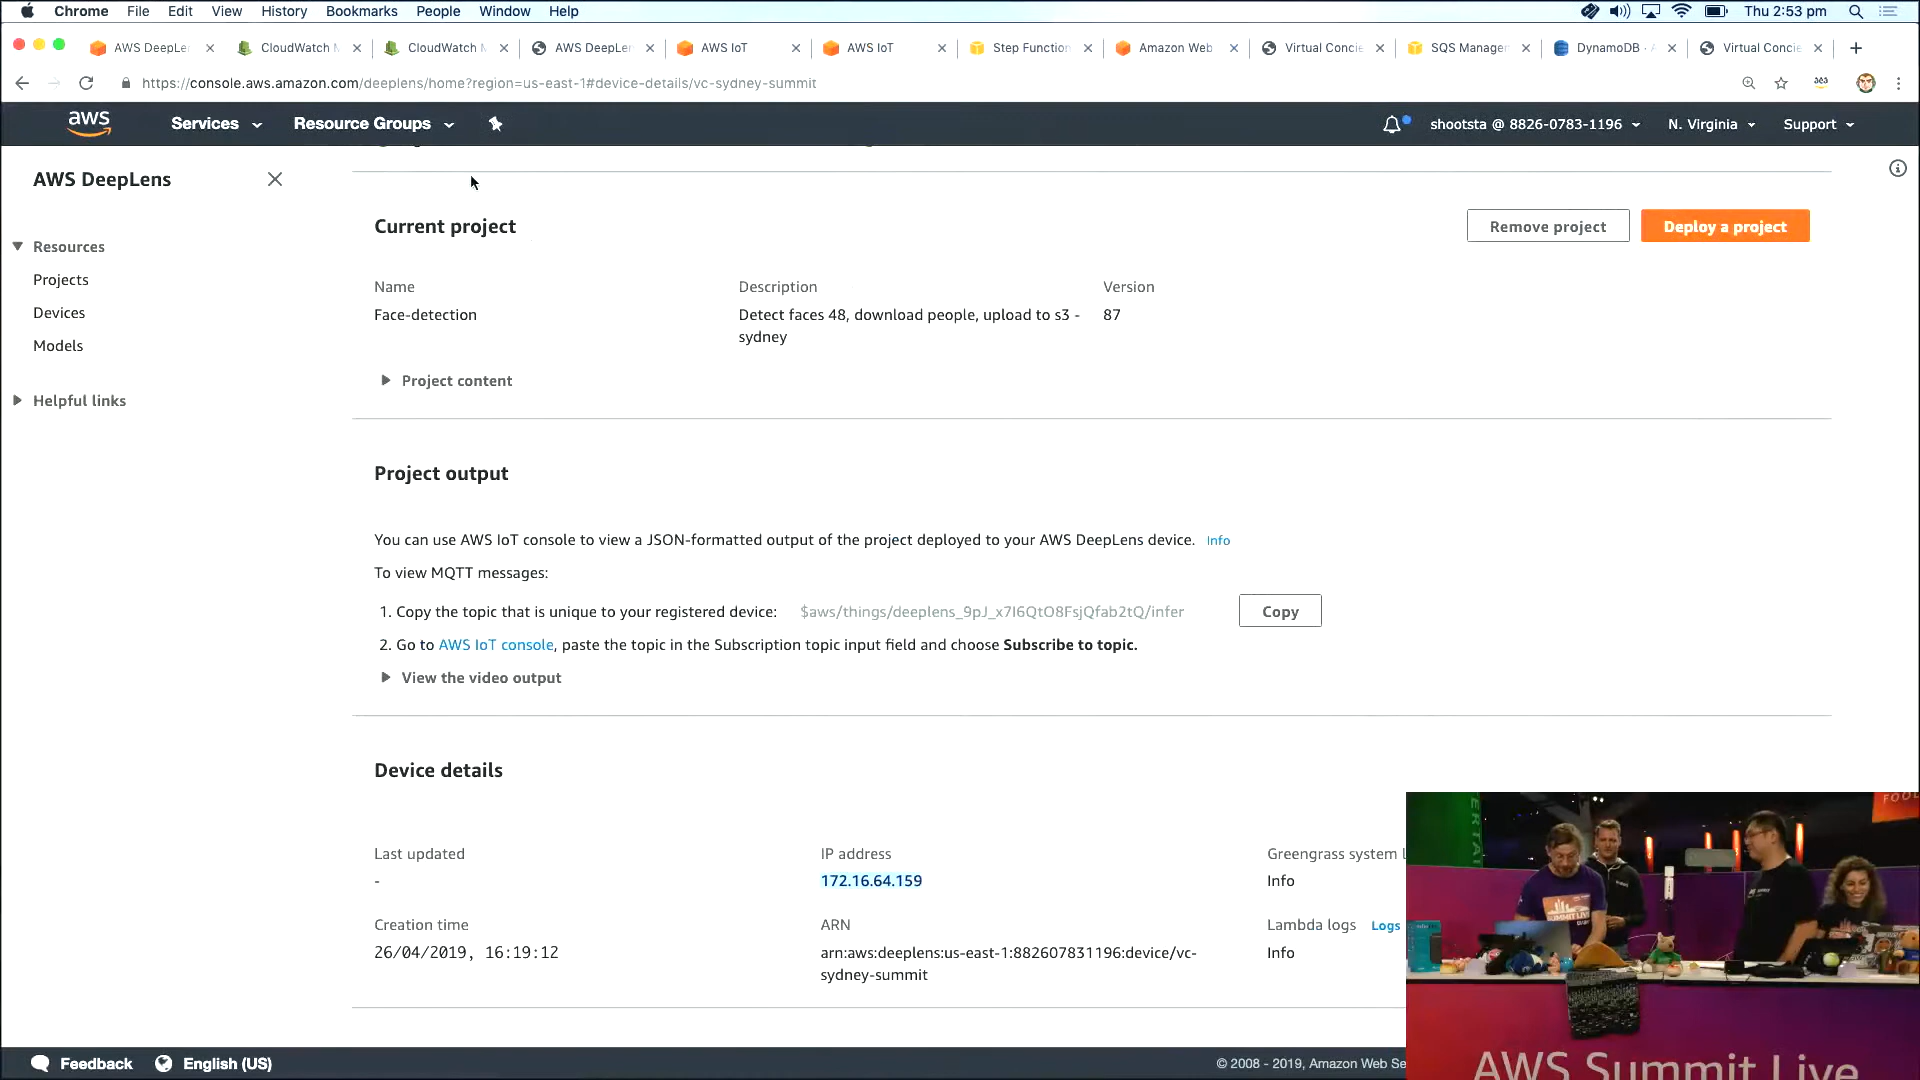 Chrome File Edit View History Bookmarks People Window Help Thu 2:53 pm
AWS DeepLe CloudWatch M CloudWatch M AWS DeepLen AWS IoT AWS IoT Step Function Amazon Web Virtual Concie SQS Manager DynamoDB · A Virtual Concie
https://console.aws.amazon.com/deeplens/home?region=us-east-1#device-details/vc-sydney-summit
aws Services Resource Groups shootsta @ 8826-0783-1196 N. Virginia Support
AWS DeepLens
Resources
Projects
Devices
Models
Helpful links
Current project
Remove project
Deploy a project
Name Description Version
Face-detection Detect faces 48, download people, upload to s3 - 87
sydney
Project content
Project output
You can use AWS IoT console to view a JSON-formatted output of the project deployed to your AWS DeepLens device. Info
To view MQTT messages:
1. Copy the topic that is unique to your registered device: $aws/things/deeplens_9pJ_x7I6QtO8FsjQfab2tQ/infer Copy
2. Go to AWS IoT console, paste the topic in the Subscription topic input field and choose Subscribe to topic.
View the video output
Device details
Last updated IP address Greengrass system
- 172.16.64.159 Info
Creation time ARN Lambda logs Logs
26/04/2019, 16:19:12 arn:aws:deeplens:us-east-1:882607831196:device/vc- Info
sydney-summit
Feedback English (US) © 2008 - 2019, Amazon Web Se
SUMMIT LIVE
AWS Summit Live